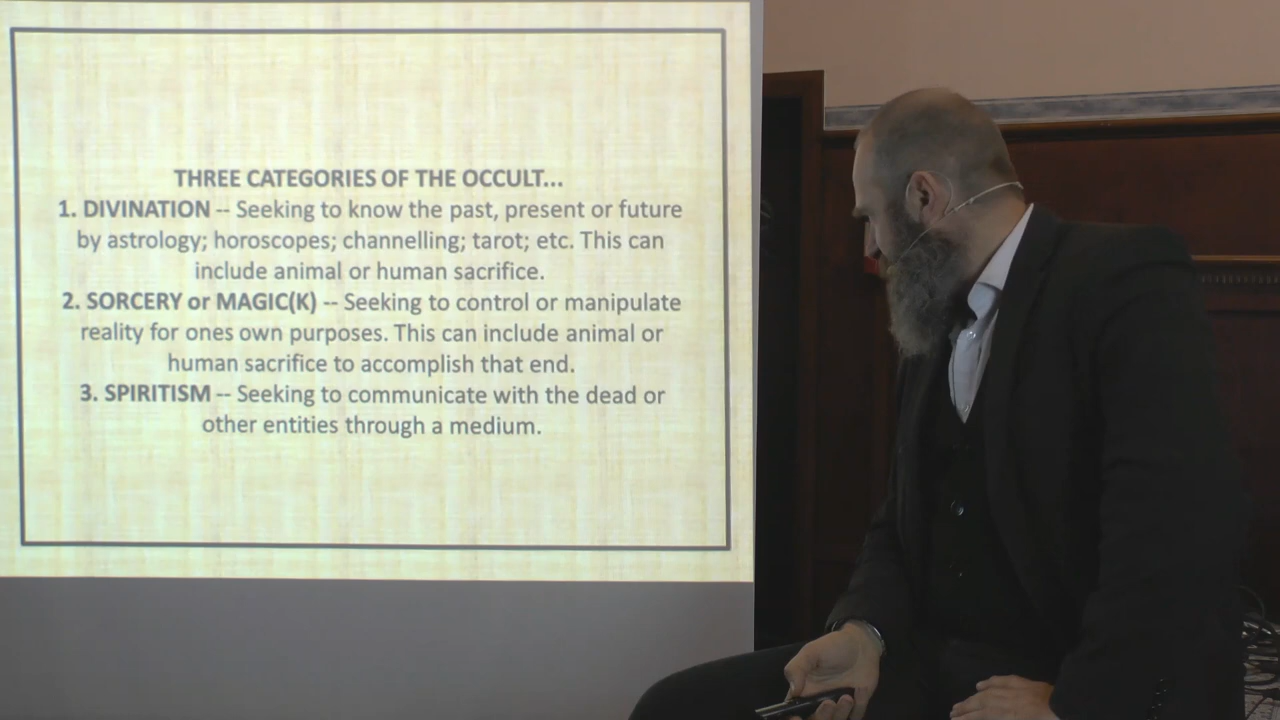 THREE CATEGORIES OF THE OCCULT...
1. DIVINATION -- Seeking to know the past, present or future
by astrology; horoscopes; channelling; tarot; etc. This can
include animal or human sacrifice.
2. SORCERY or MAGIC(K) -- Seeking to control or manipulate
reality for ones own purposes. This can include animal or
human sacrifice to accomplish that end.
3. SPIRITISM -- Seeking to communicate with the dead or
other entities through a medium.